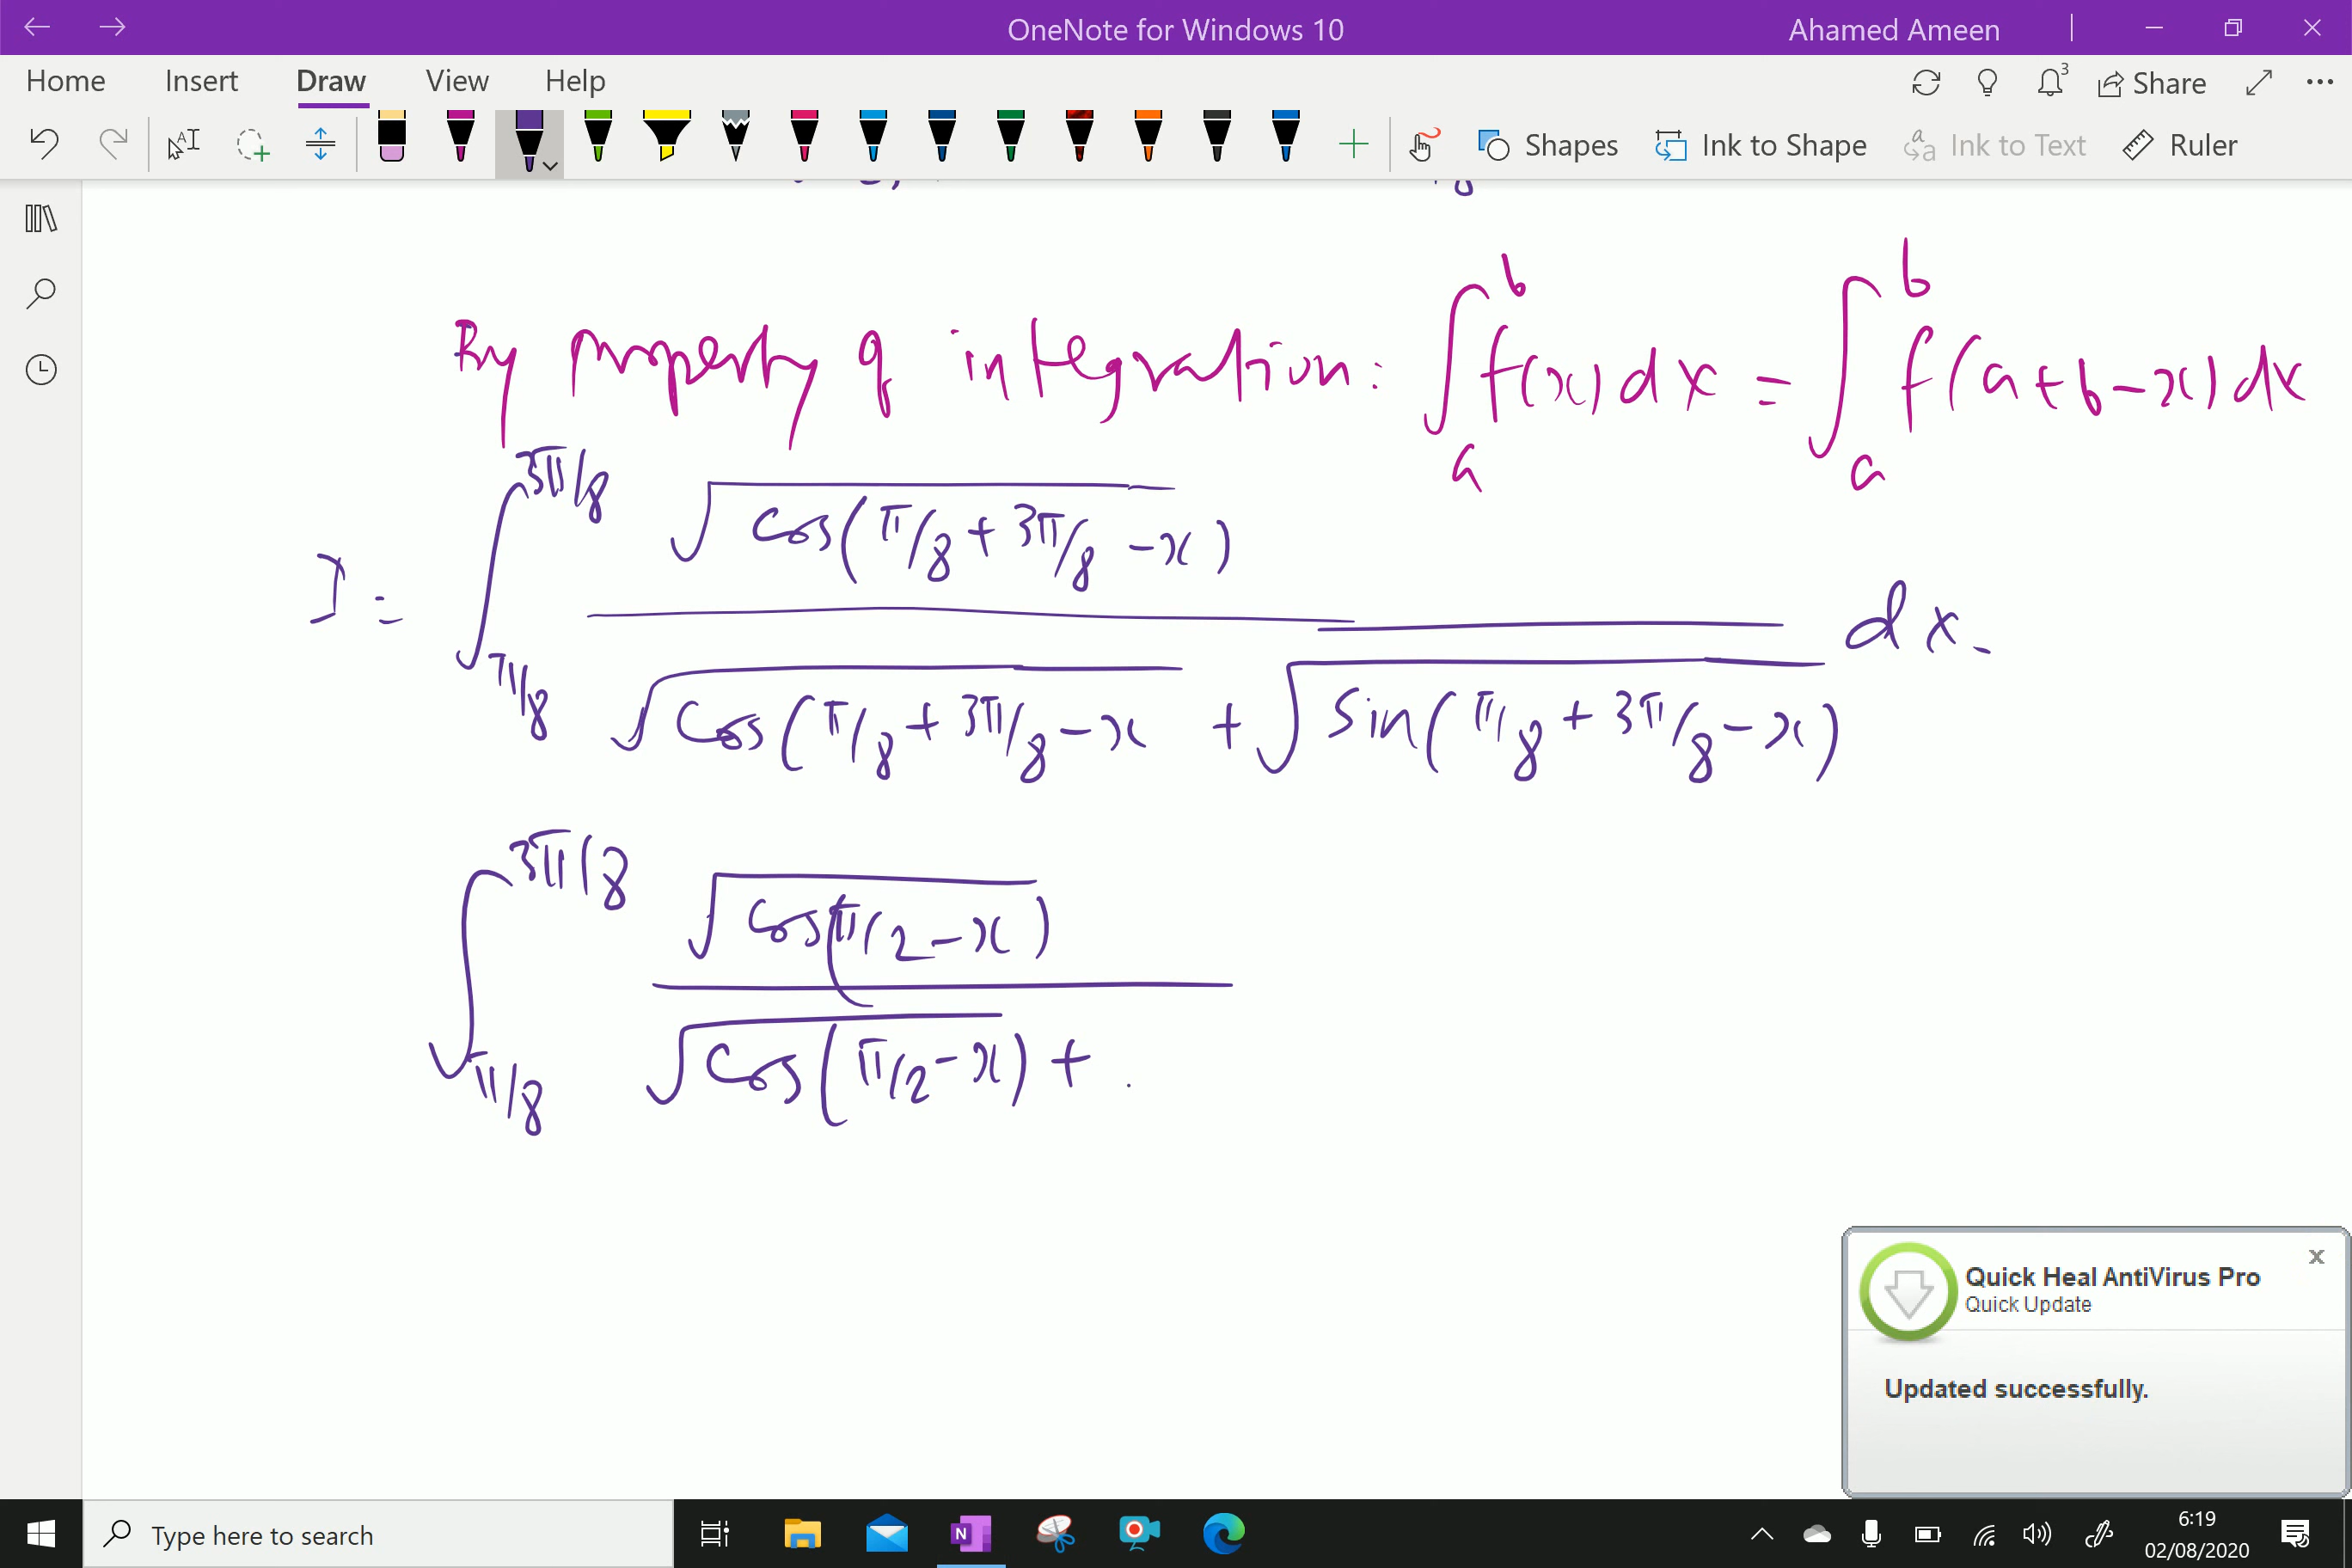 OneNote for Windows 10
Ahamed Ameen
Home Insert Draw View Help
3
Share
Shapes Ink to Shape Ink to Text Ruler
By property of integration: ∫_a^b f(x)dx = ∫_a^b f(a+b-x)dx
I = ∫_{π/8}^{3π/8} √cos(π/8 + 3π/8 - x) / √cos(π/8 + 3π/8 - x + √sin(π/8 + 3π/8 - x) dx.
∫_{π/8}^{3π/8} √cos(π/2 - x) / √cos(π/2 - x) +
Quick Heal AntiVirus Pro
Quick Update
x
Updated successfully.
Type here to search
N
6:19
02/08/2020